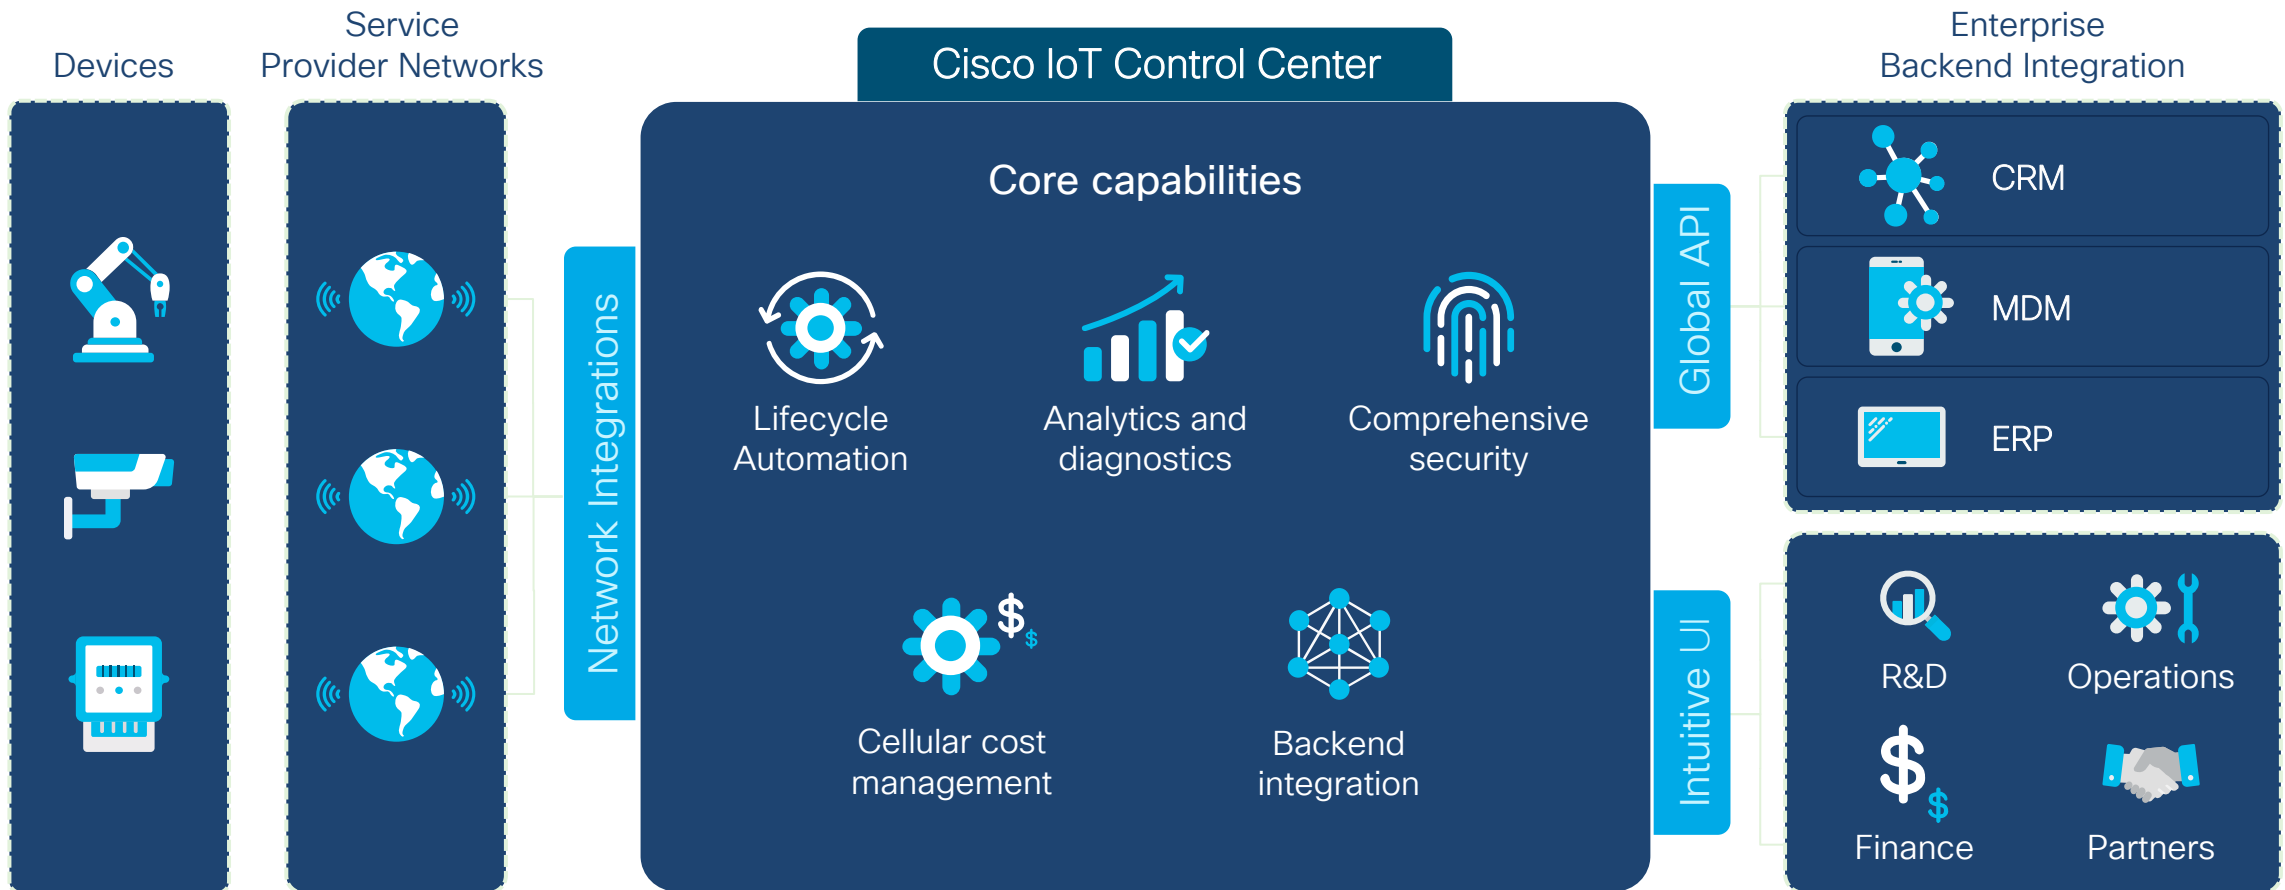 Devices
Service
Provider Networks
Network Integrations
Cisco IoT Control Center
Core capabilities
Lifecycle
Automation
Analytics and
diagnostics
Comprehensive
security
$
$
Cellular cost
management
Backend
integration
Global API
Intuitive UI
Enterprise
Backend Integration
CRM
MDM
ERP
R&D
Operations
$
$
Finance
Partners